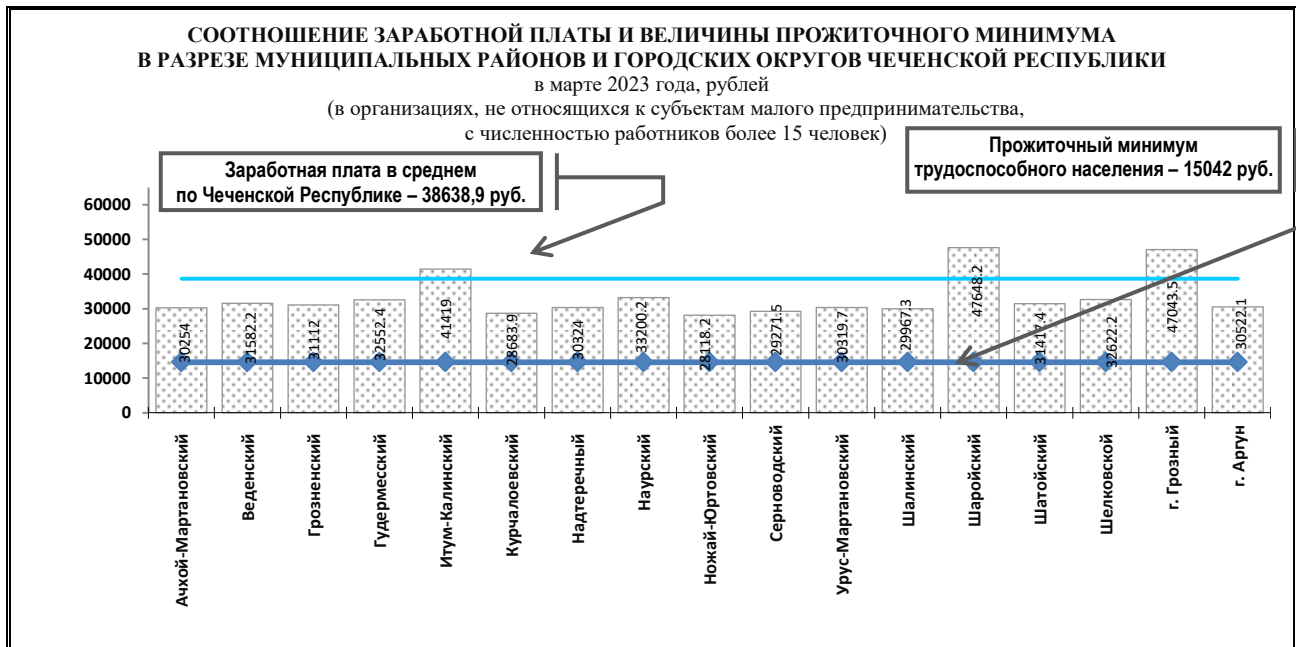 СООТНОШЕНИЕ ЗАРАБОТНОЙ ПЛАТЫ И ВЕЛИЧИНЫ ПРОЖИТОЧНОГО МИНИМУМА
В РАЗРЕЗЕ МУНИЦИПАЛЬНЫХ РАЙОНОВ И ГОРОДСКИХ ОКРУГОВ ЧЕЧЕНСКОЙ РЕСПУБЛИКИ
в марте 2023 года, рублей
(в организациях, не относящихся к субъектам малого предпринимательства,
с численностью работников более 15 человек)
Заработная плата в среднем
по Чеченской Республике – 38638,9 руб.
Прожиточный минимум
трудоспособного населения – 15042 руб.
60000
50000
40000
30000
20000
10000
0
30254
31582.2
31112
32552.4
41419
28683.9
30324
33200.2
28118.2
29271.5
30319.7
29967.3
47648.2
31417.4
32622.2
47043.5
30522.1
Ачхой-Мартановский
Веденский
Грозненский
Гудермесский
Итум-Калинский
Курчалоевский
Надтеречный
Наурский
Ножай-Юртовский
Серноводский
Урус-Мартановский
Шалинский
Шаройский
Шатойский
Шелковской
г. Грозный
г. Аргун